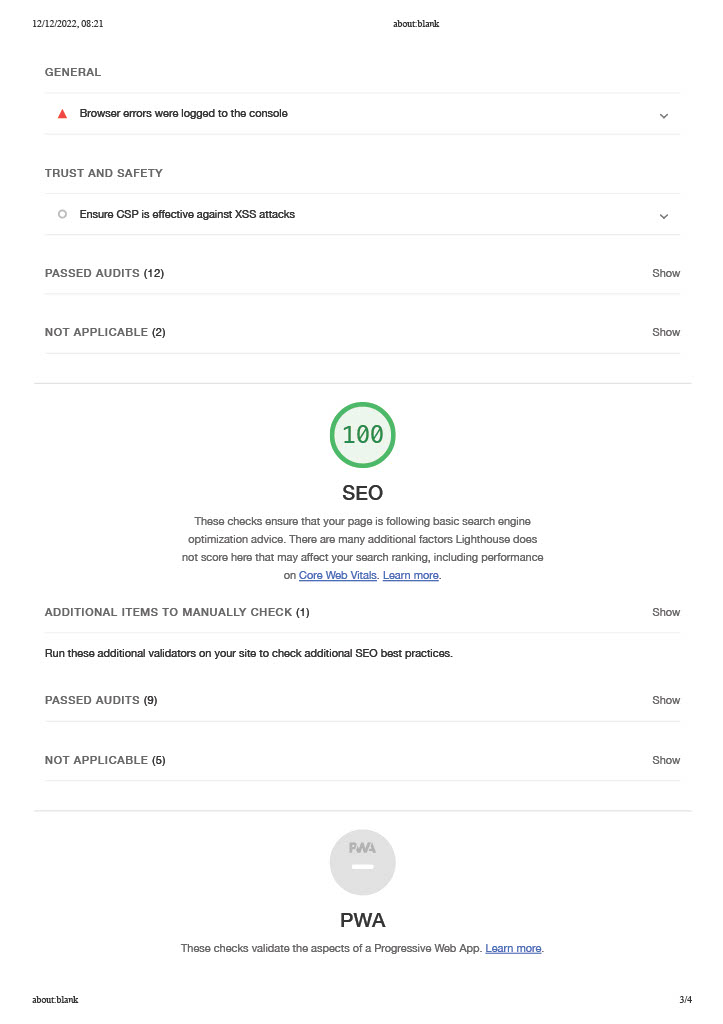 12/12/2022, 08:21
about:blank
GENERAL
Browser errors were logged to the console
TRUST AND SAFETY
Ensure CSP is effective against XSS attacks
PASSED AUDITS (12)
Show
NOT APPLICABLE (2)
Show
100
SEO
These checks ensure that your page is following basic search engine
optimization advice. There are many additional factors Lighthouse does
not score here that may affect your search ranking, including performance
on Core Web Vitals. Learn more.
ADDITIONAL ITEMS TO MANUALLY CHECK (1)
Show
Run these additional validators on your site to check additional SEO best practices.
PASSED AUDITS (9)
Show
NOT APPLICABLE (5)
Show
PWA
PWA
These checks validate the aspects of a Progressive Web App. Learn more.
about:blank
3/4